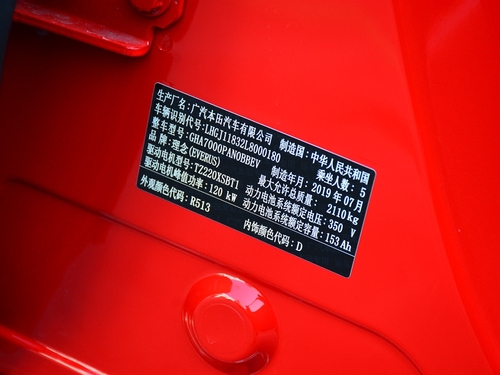 生产厂名:广汽本田汽车有限公司 制造国:中华人民共和国
车辆识别代号:LHCJ11832L8000180 乘坐人数:5
整车型号:GHA7000PAN0BBEV 制造年月:2019年07月
品 牌:理念(EVERUS) 最大允许总质量: 2110kg
驱动电机型号:TZ220XSBT1 动力电池系统额定电压:350 V
驱动电机峰值功率:120 kW 动力电池系统额定容量:153Ah
外观颜色代码:R513 内饰颜色代码:D